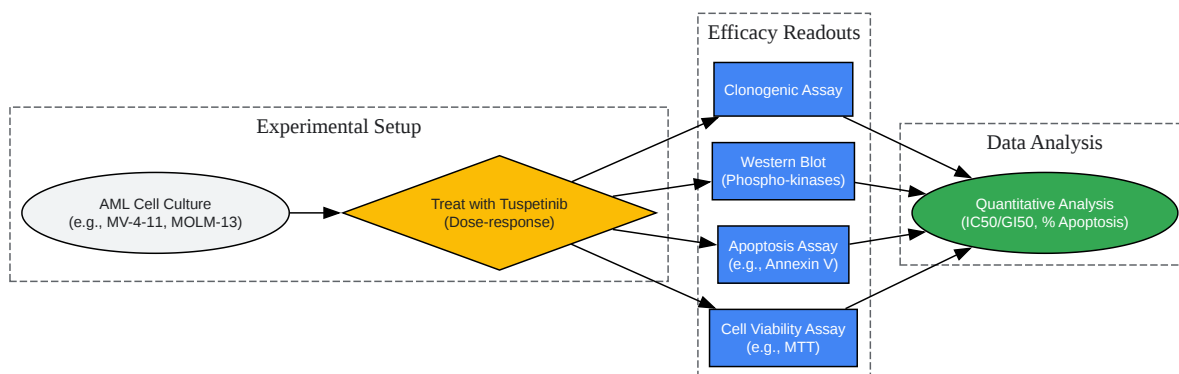 Experimental Setup
AML Cell Culture
(e.g., MV-4-11, MOLM-13)
Treat with Tuspetinib
(Dose-response)
Efficacy Readouts
Clonogenic Assay
Western Blot
(Phospho-kinases)
Apoptosis Assay
(e.g., Annexin V)
Cell Viability Assay
(e.g., MTT)
Data Analysis
Quantitative Analysis
(IC50/GI50, % Apoptosis)